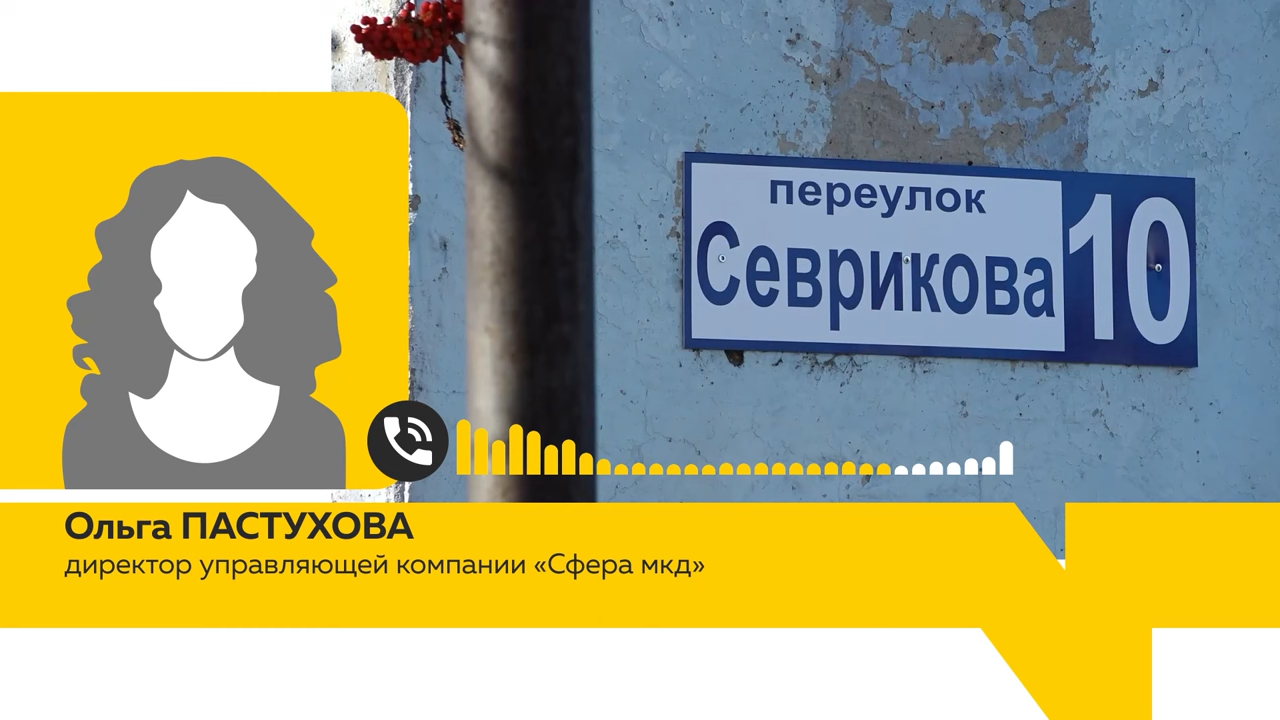 переулок
Севрикова
10
Ольга ПАСТУХОВА
директор управляющей компании «Сфера мкд»